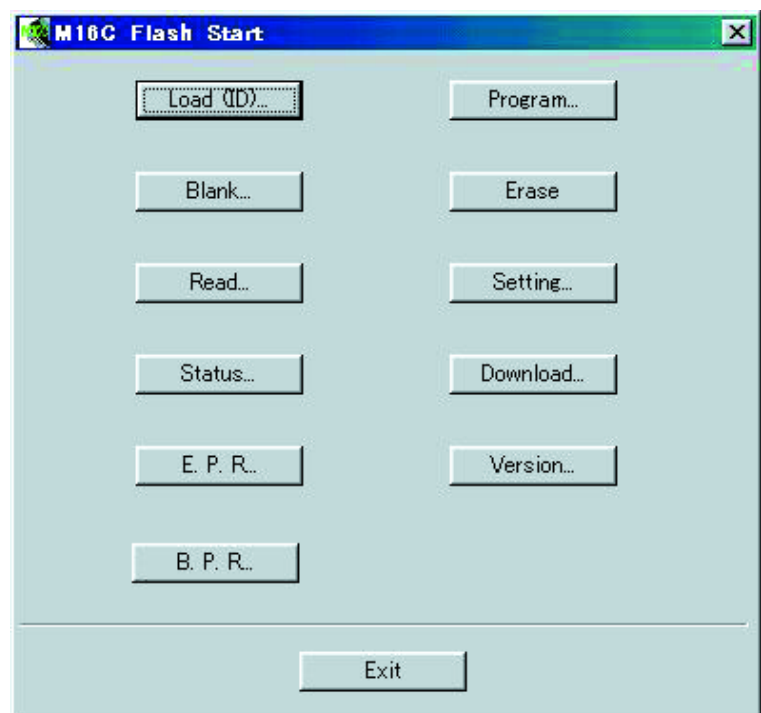 M16C Flash Start
Load (ID)...
Program...
Blank...
Erase
Read...
Setting...
Status...
Download...
E. P. R...
Version...
B. P. R...
Exit